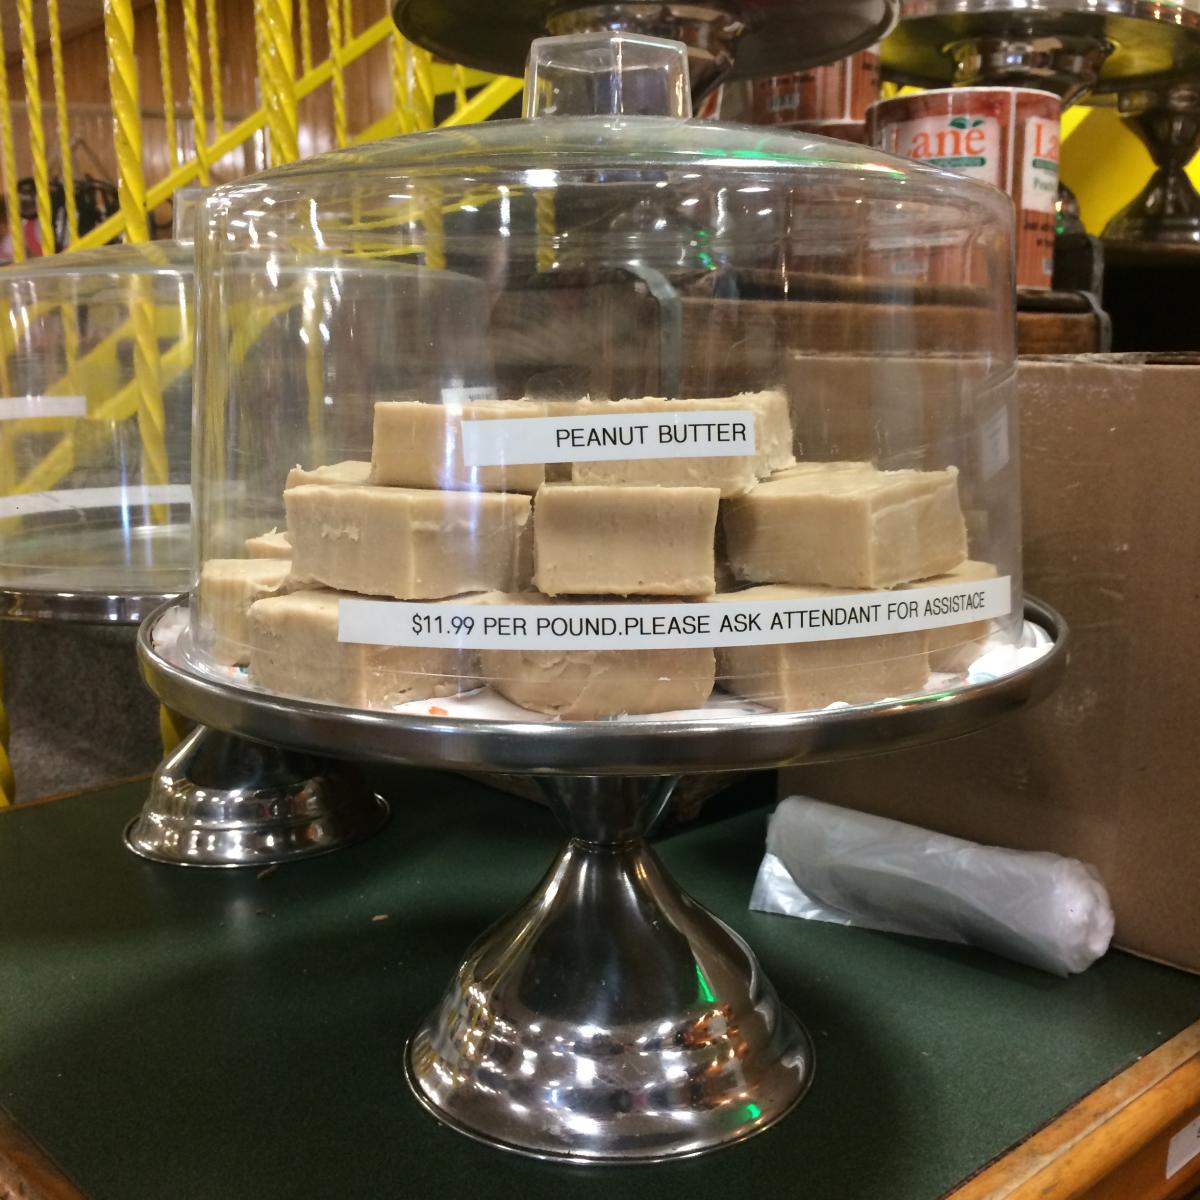 Lane
PEANUT BUTTER
$11.99 PER POUND.PLEASE ASK ATTENDANT FOR ASSISTACE